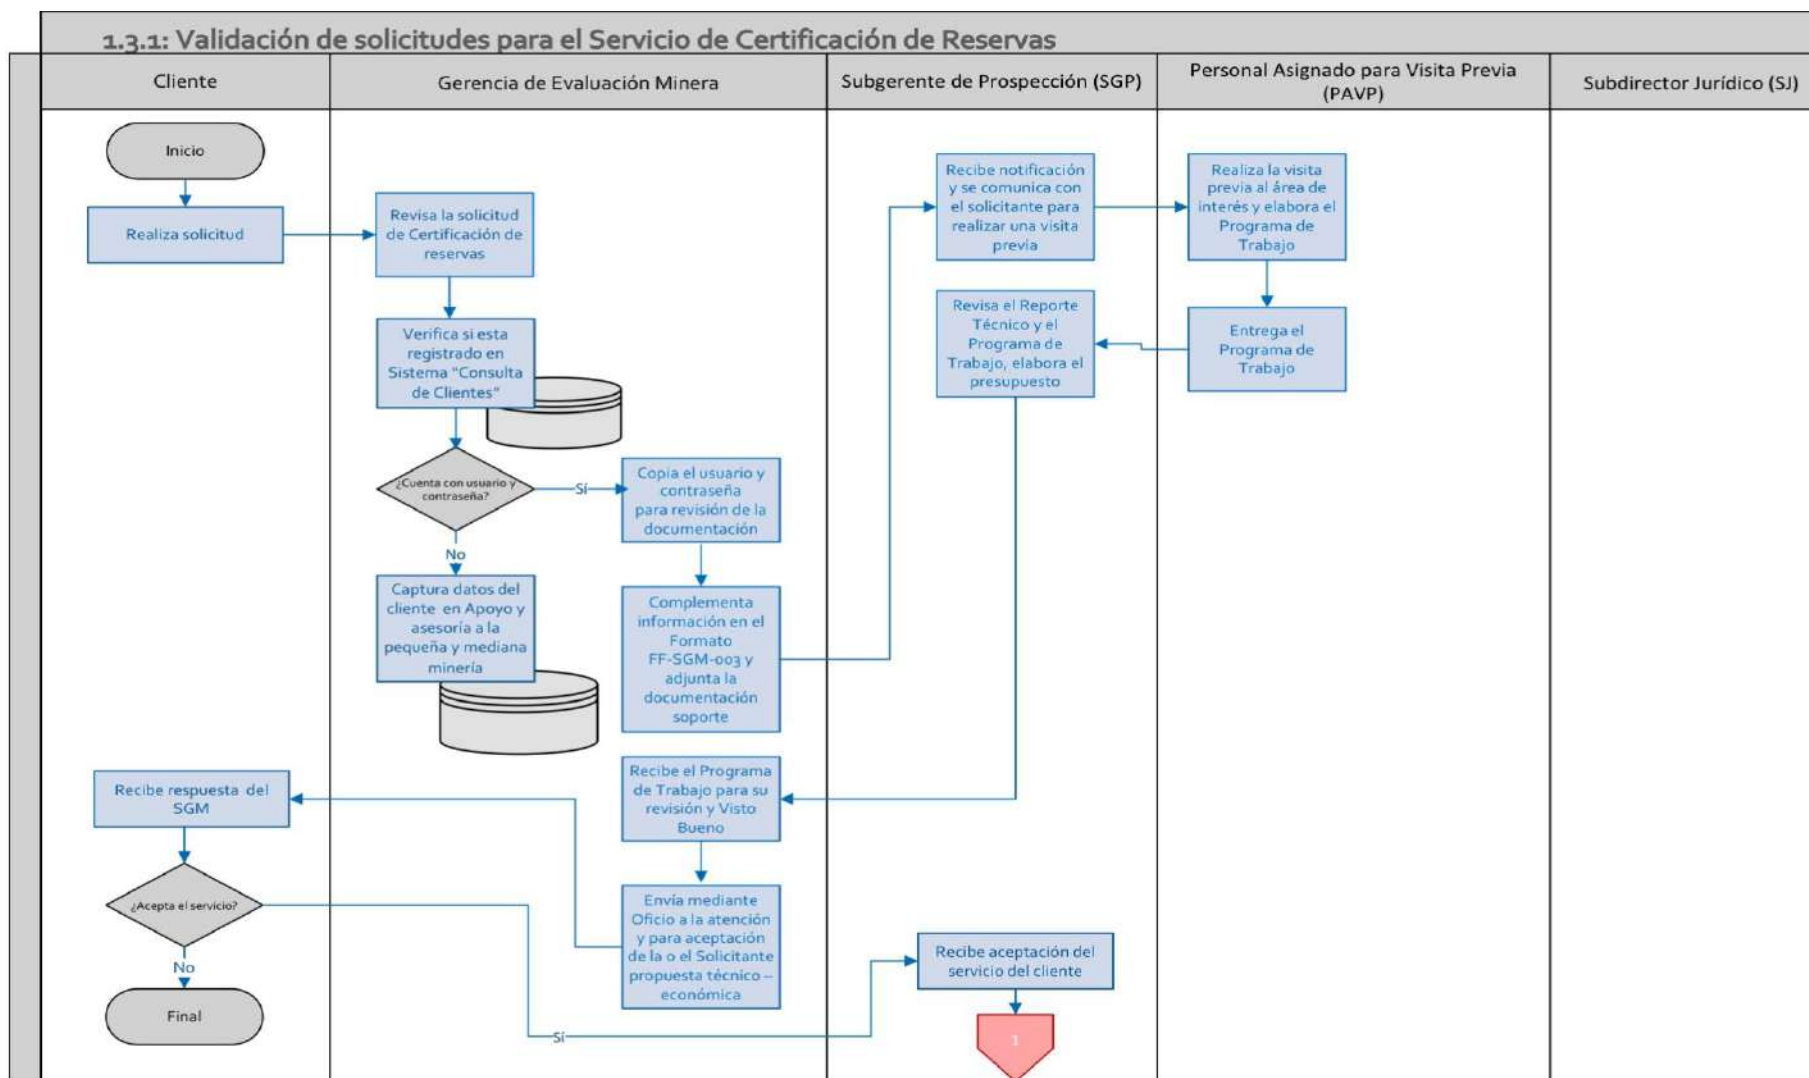 1.3.1: Validación de solicitudes para el Servicio de Certificación de Reservas
Cliente
Gerencia de Evaluación Minera
Subgerente de Prospección (SGP)
Personal Asignado para Visita Previa
(PAVP)
Subdirector Jurídico (SJ)
Inicio
Realiza solicitud
Revisa la solicitud
de Certificación de
reservas
Verifica si esta
registrado en
Sistema "Consulta
de Clientes"
¿Cuenta con usuario y
contraseña?
Sí
No
Copia el usuario y
contraseña
para revisión de la
documentación
Captura datos del
cliente en Apoyo y
asesoría a la
pequeña y mediana
minería
Complementa
información en el
Formato
FF-SGM-003 y
adjunta la
documentación
soporte
Recibe notificación
y se comunica con
el solicitante para
realizar una visita
previa
Realiza la visita
previa al área de
interés y elabora el
Programa de
Trabajo
Entrega el
Programa de
Trabajo
Revisa el Reporte
Técnico y el
Programa de
Trabajo, elabora el
presupuesto
Recibe el Programa
de Trabajo para su
revisión y Visto
Bueno
Envía mediante
Oficio a la atención
y para aceptación
de la o el Solicitante
propuesta técnico –
económica
Recibe respuesta del
SGM
¿Acepta el servicio?
No
Final
Sí
Recibe aceptación del
servicio del cliente
1